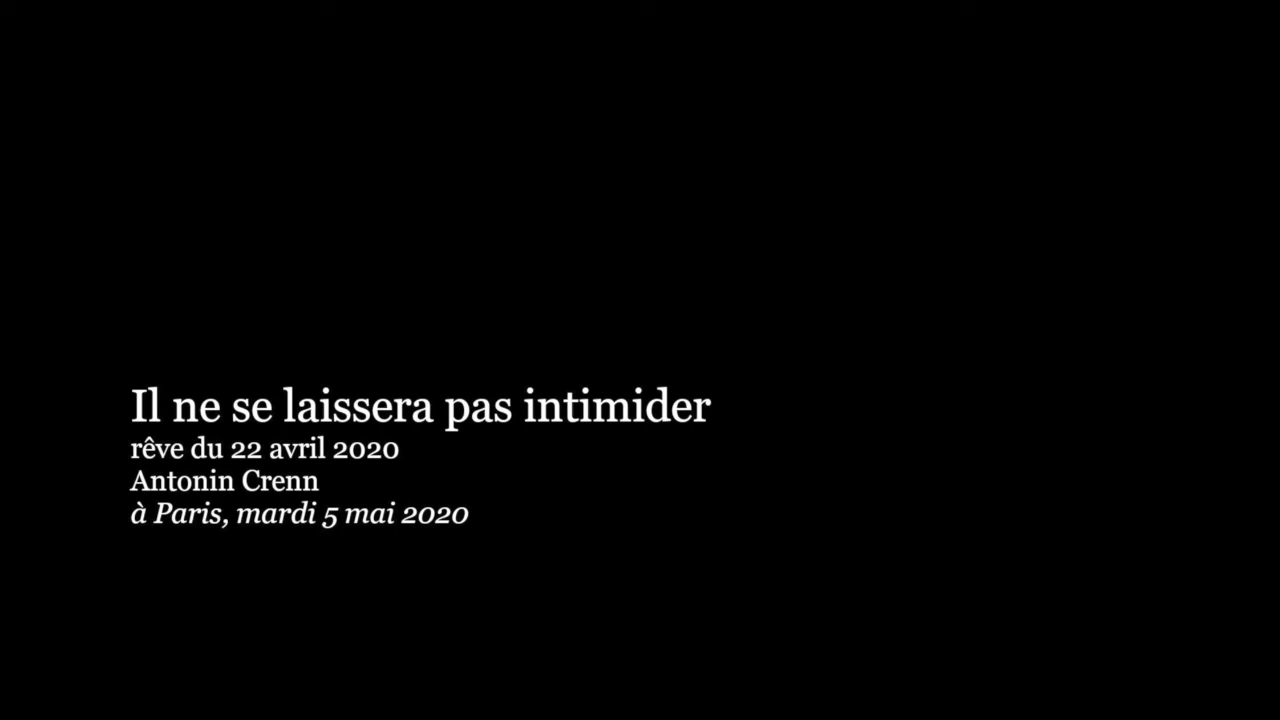 Il ne se laissera pas intimider
rêve du 22 avril 2020
Antonin Crenn
à Paris, mardi 5 mai 2020